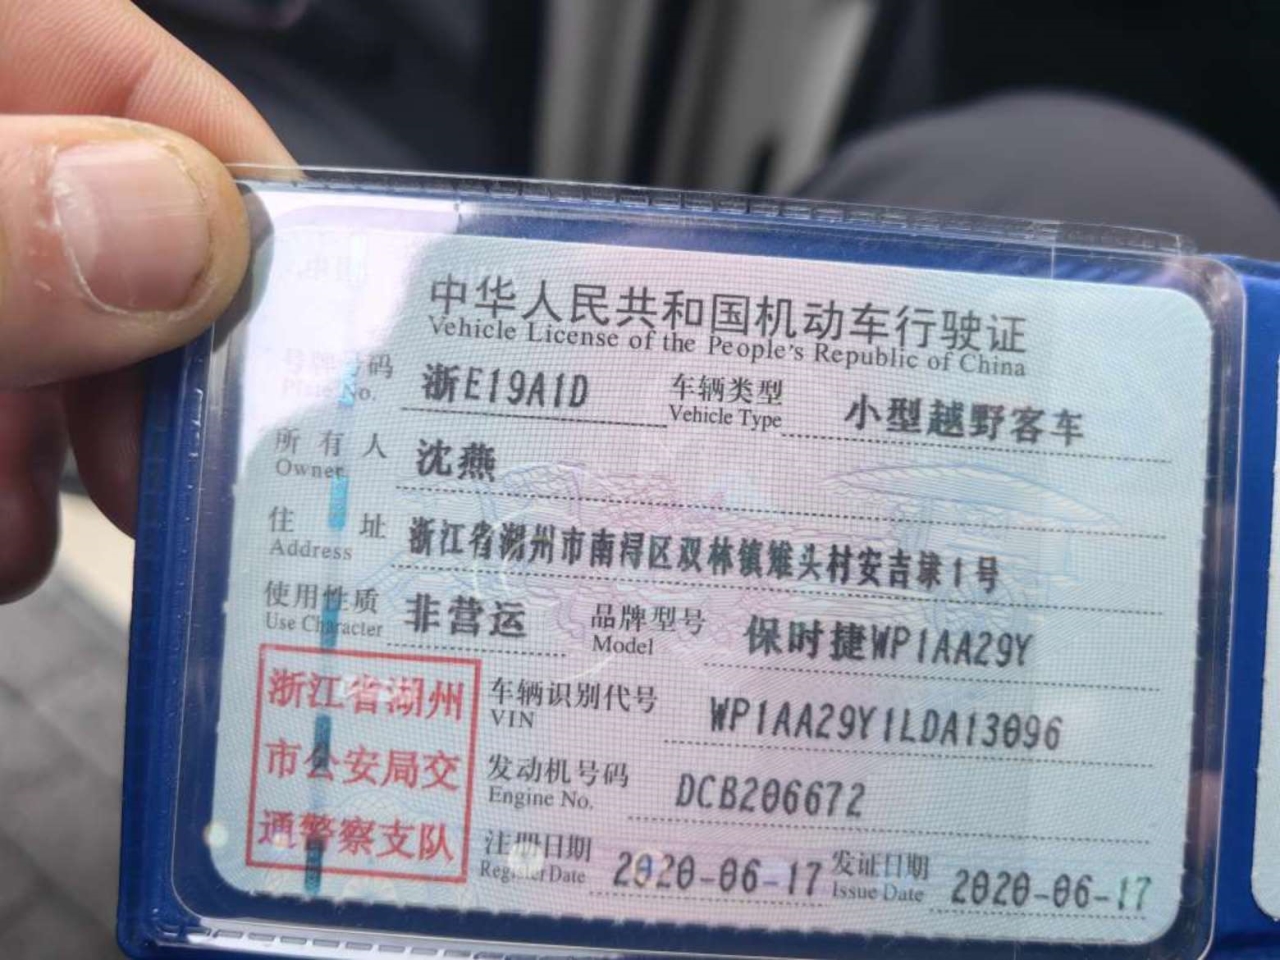 中华人民共和国机动车行驶证
Vehicle License of the People's Republic of China
号牌号码 浙E19A1D 车辆类型 小型越野客车
Plate No. Vehicle Type
所有人 沈燕
Owner
住址 浙江省湖州市南浔区双林镇雉头村安吉埭1号
Address
使用性质 非营运 品牌型号 保时捷WP1AA29Y
Use Character Model
浙江省湖州
市公安局交
通警察支队
车辆识别代号 WP1AA29Y1LDA13096
VIN
发动机号码 DCB206672
Engine No.
注册日期 2020-06-17 发证日期 2020-06-17
Register Date Issue Date